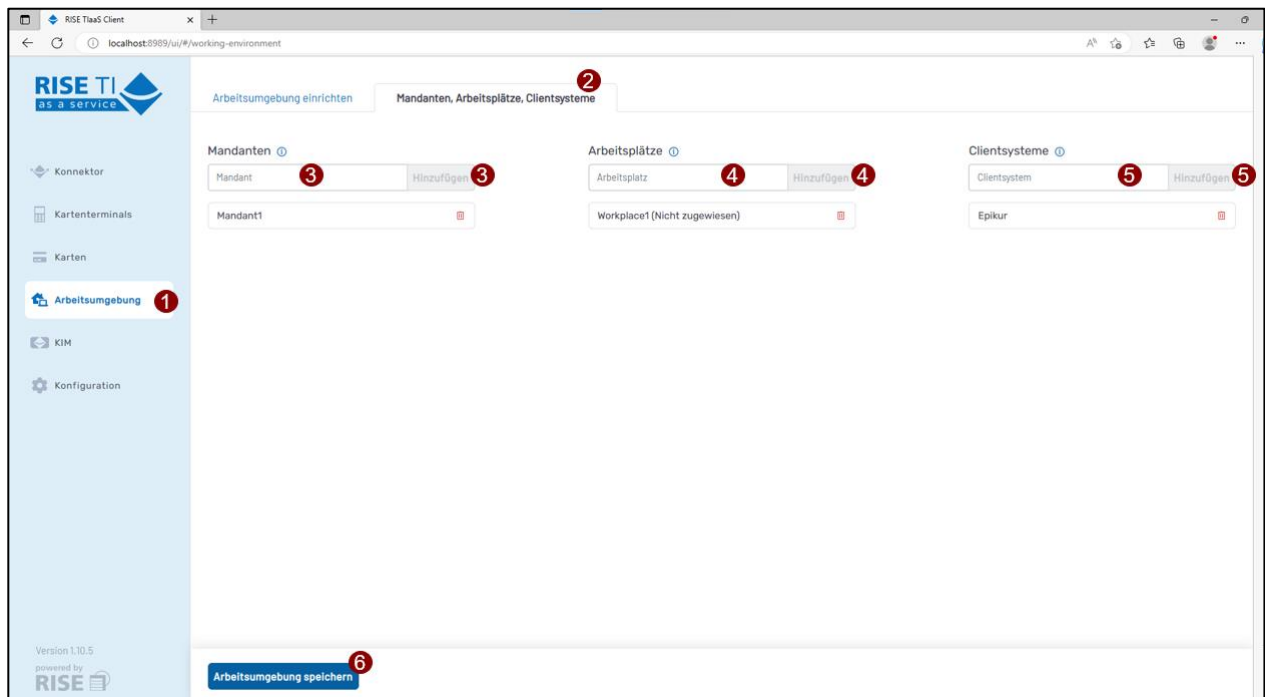 RISE TIaaS Client
localhost:8989/ui/#/working-environment
RISE TI
as a service
Arbeitsumgebung einrichten
Mandanten, Arbeitsplätze, Clientsysteme
2
Mandanten
Arbeitsplätze
Clientsysteme
Mandant 3 Hinzufügen 3
Arbeitsplatz 4 Hinzufügen 4
Clientsystem 5 Hinzufügen 5
Mandant1
Workplace1 (Nicht zugewiesen)
Epikur
Konnektor
Kartenterminals
Karten
Arbeitsumgebung 1
KIM
Konfiguration
Version 1.10.5
powered by
RISE
Arbeitsumgebung speichern 6